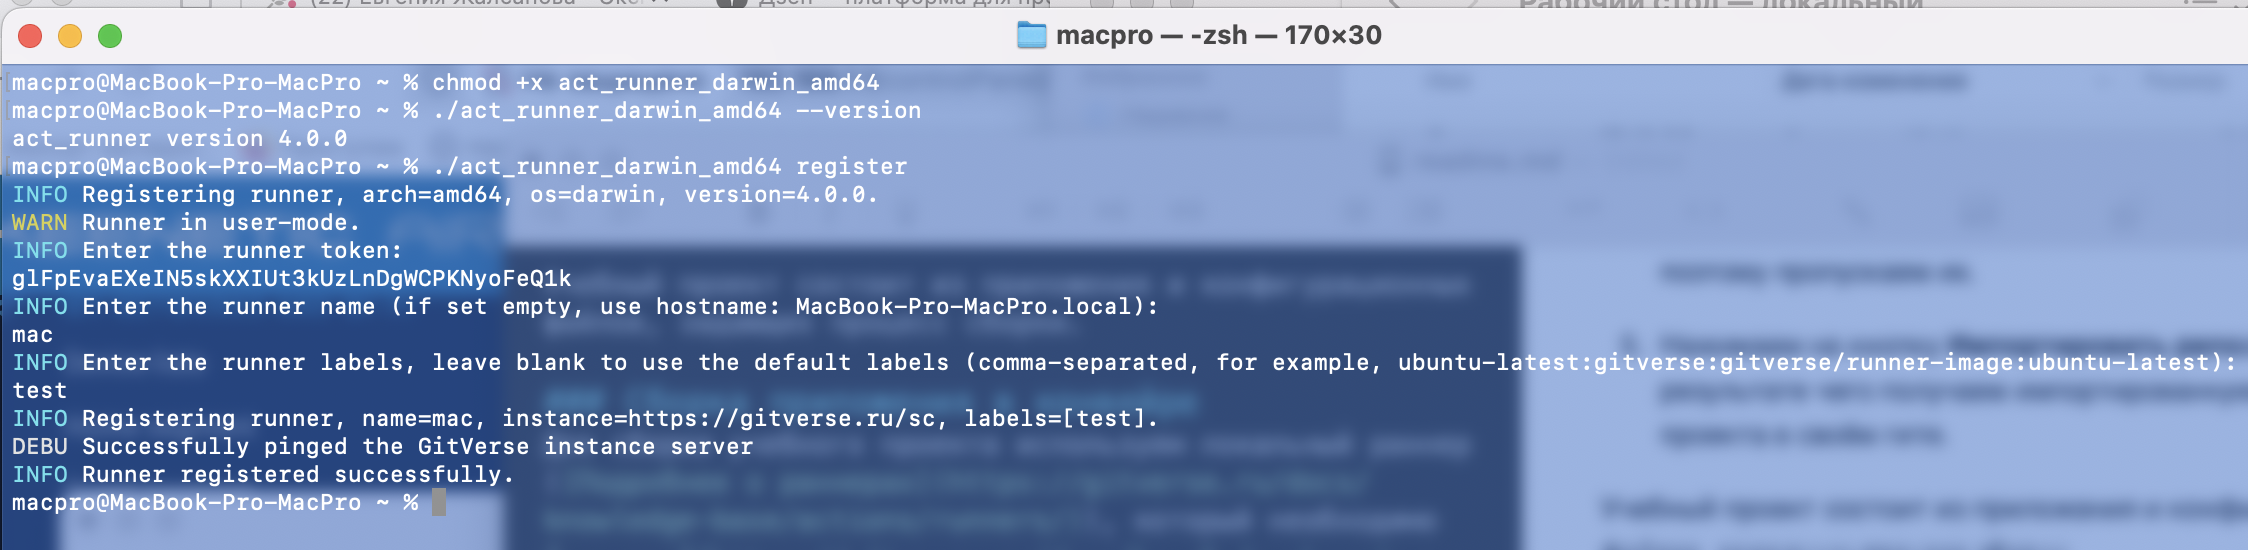 macpro — -zsh — 170×30
macpro@MacBook-Pro-MacPro ~ % chmod +x act_runner_darwin_amd64
macpro@MacBook-Pro-MacPro ~ % ./act_runner_darwin_amd64 --version
act_runner version 4.0.0
macpro@MacBook-Pro-MacPro ~ % ./act_runner_darwin_amd64 register
INFO Registering runner, arch=amd64, os=darwin, version=4.0.0.
WARN Runner in user-mode.
INFO Enter the runner token:
glFpEvaEXeIN5skXXIUt3kUzLnDgWCPKNyoFeQ1k
INFO Enter the runner name (if set empty, use hostname: MacBook-Pro-MacPro.local):
mac
INFO Enter the runner labels, leave blank to use the default labels (comma-separated, for example, ubuntu-latest:gitverse:gitverse/runner-image:ubuntu-latest):
test
INFO Registering runner, name=mac, instance=https://gitverse.ru/sc, labels=[test].
DEBU Successfully pinged the GitVerse instance server
INFO Runner registered successfully.
macpro@MacBook-Pro-MacPro ~ %